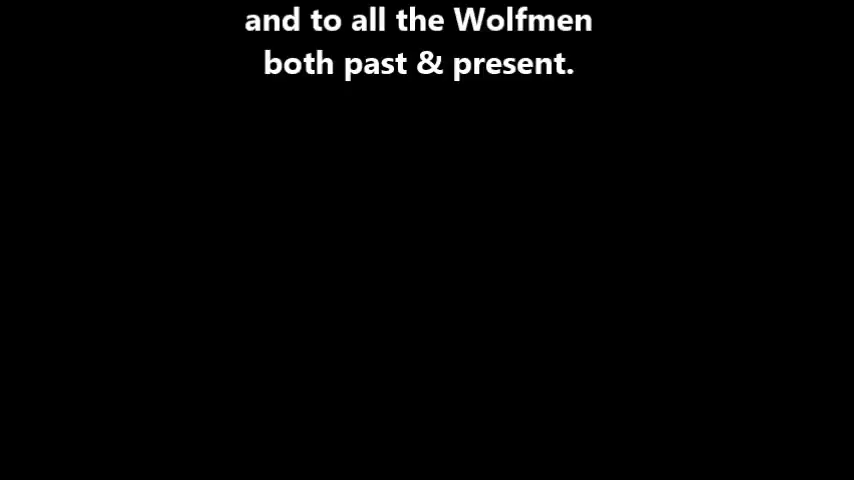 and to all the Wolfmen
both past & present.